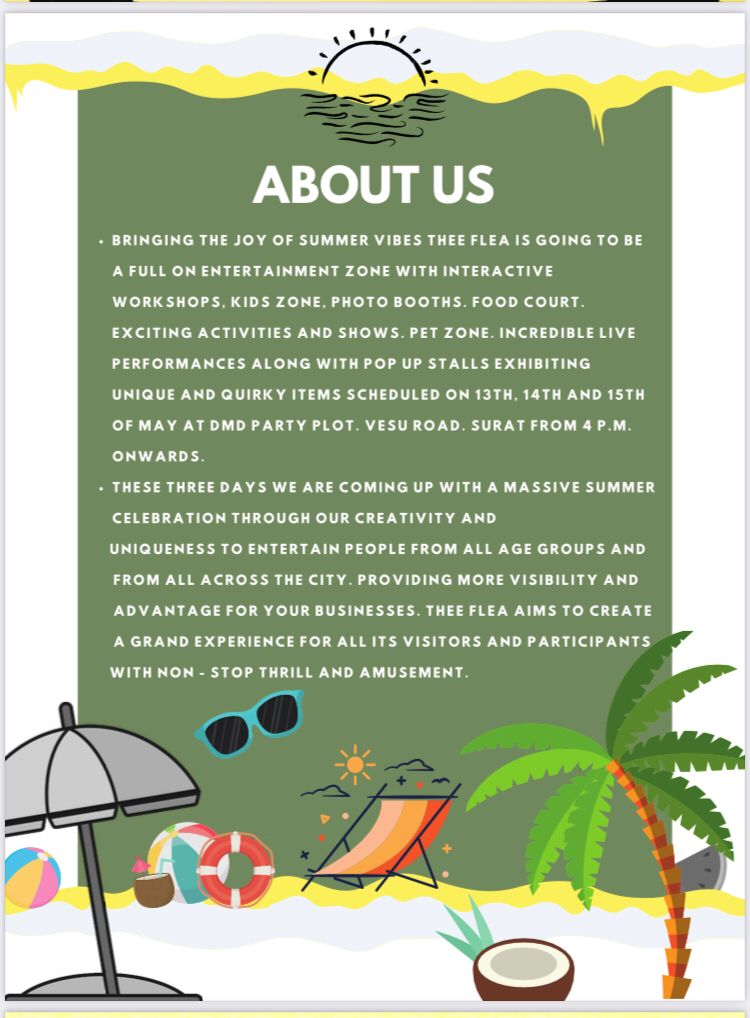 ABOUT US
• BRINGING THE JOY OF SUMMER VIBES THEE FLEA IS GOING TO BE
A FULL ON ENTERTAINMENT ZONE WITH INTERACTIVE
WORKSHOPS, KIDS ZONE, PHOTO BOOTHS. FOOD COURT.
EXCITING ACTIVITIES AND SHOWS. PET ZONE. INCREDIBLE LIVE
PERFORMANCES ALONG WITH POP UP STALLS EXHIBITING
UNIQUE AND QUIRKY ITEMS SCHEDULED ON 13TH, 14TH AND 15TH
OF MAY AT DMD PARTY PLOT. VESU ROAD. SURAT FROM 4 P.M.
ONWARDS.
• THESE THREE DAYS WE ARE COMING UP WITH A MASSIVE SUMMER
CELEBRATION THROUGH OUR CREATIVITY AND
UNIQUENESS TO ENTERTAIN PEOPLE FROM ALL AGE GROUPS AND
FROM ALL ACROSS THE CITY. PROVIDING MORE VISIBILITY AND
ADVANTAGE FOR YOUR BUSINESSES. THEE FLEA AIMS TO CREATE
A GRAND EXPERIENCE FOR ALL ITS VISITORS AND PARTICIPANTS
WITH NON - STOP THRILL AND AMUSEMENT.